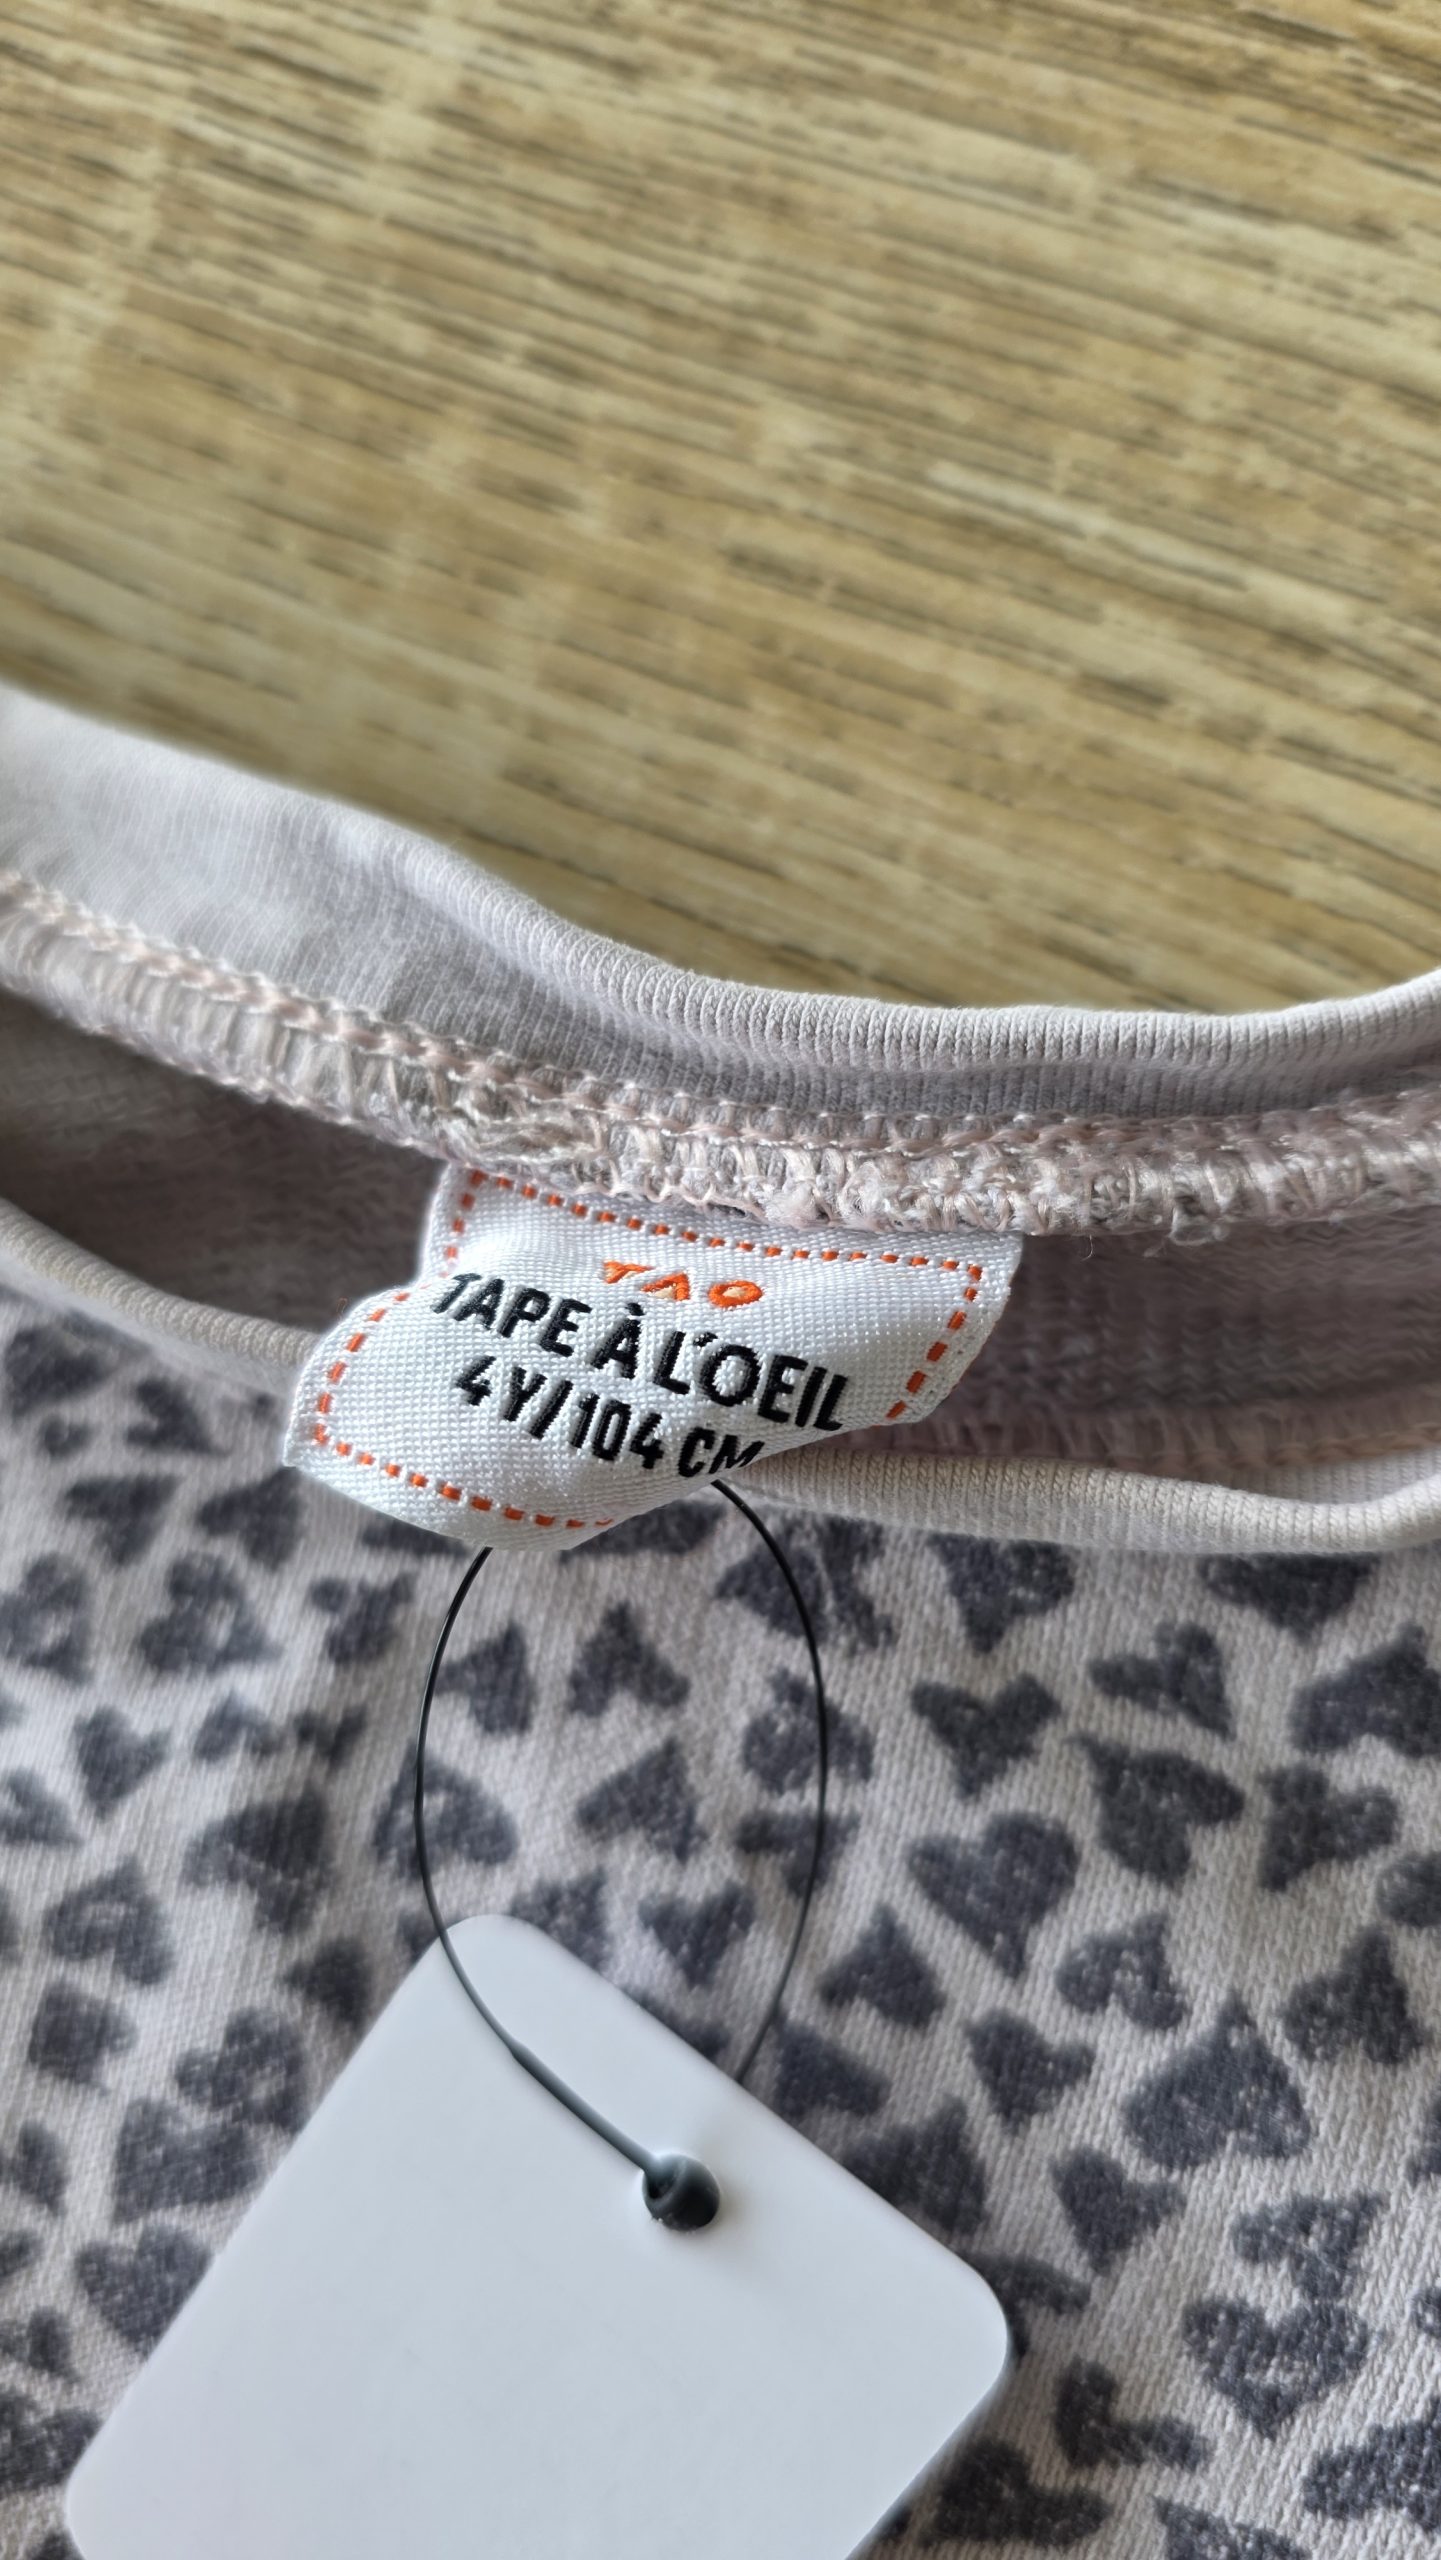 TAO
TAPE À L'OEIL
4Y/104 CM